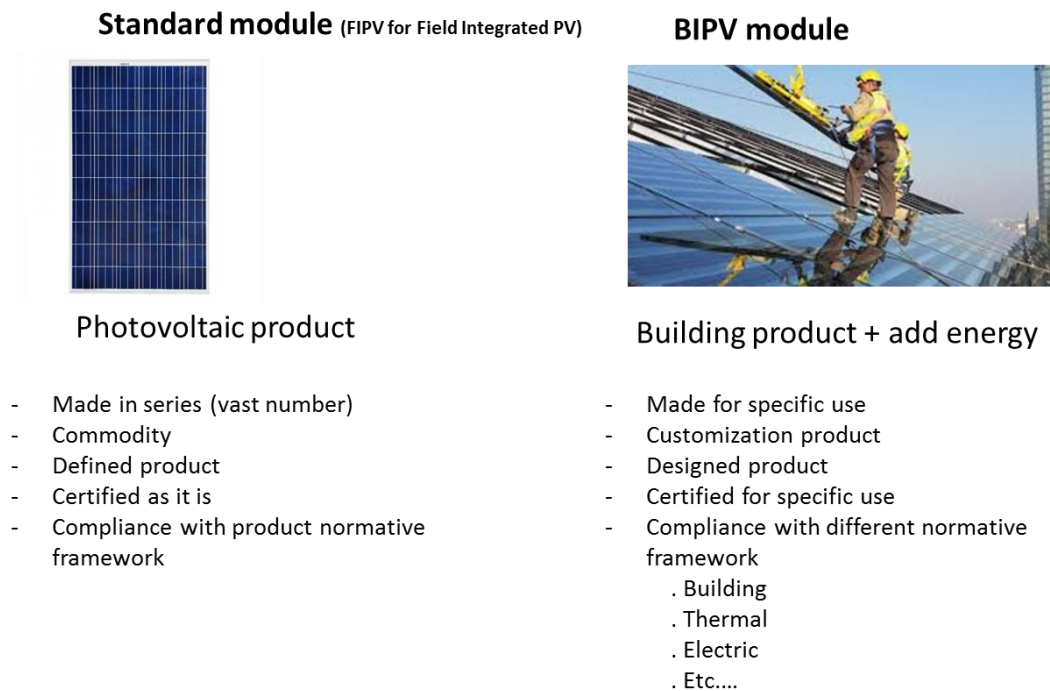 Standard module (FIPV for Field Integrated PV)
Photovoltaic product
- Made in series (vast number)
- Commodity
- Defined product
- Certified as it is
- Compliance with product normative
framework
BIPV module
Building product + add energy
- Made for specific use
- Customization product
- Designed product
- Certified for specific use
- Compliance with different normative
framework
. Building
. Thermal
. Electric
. Etc....